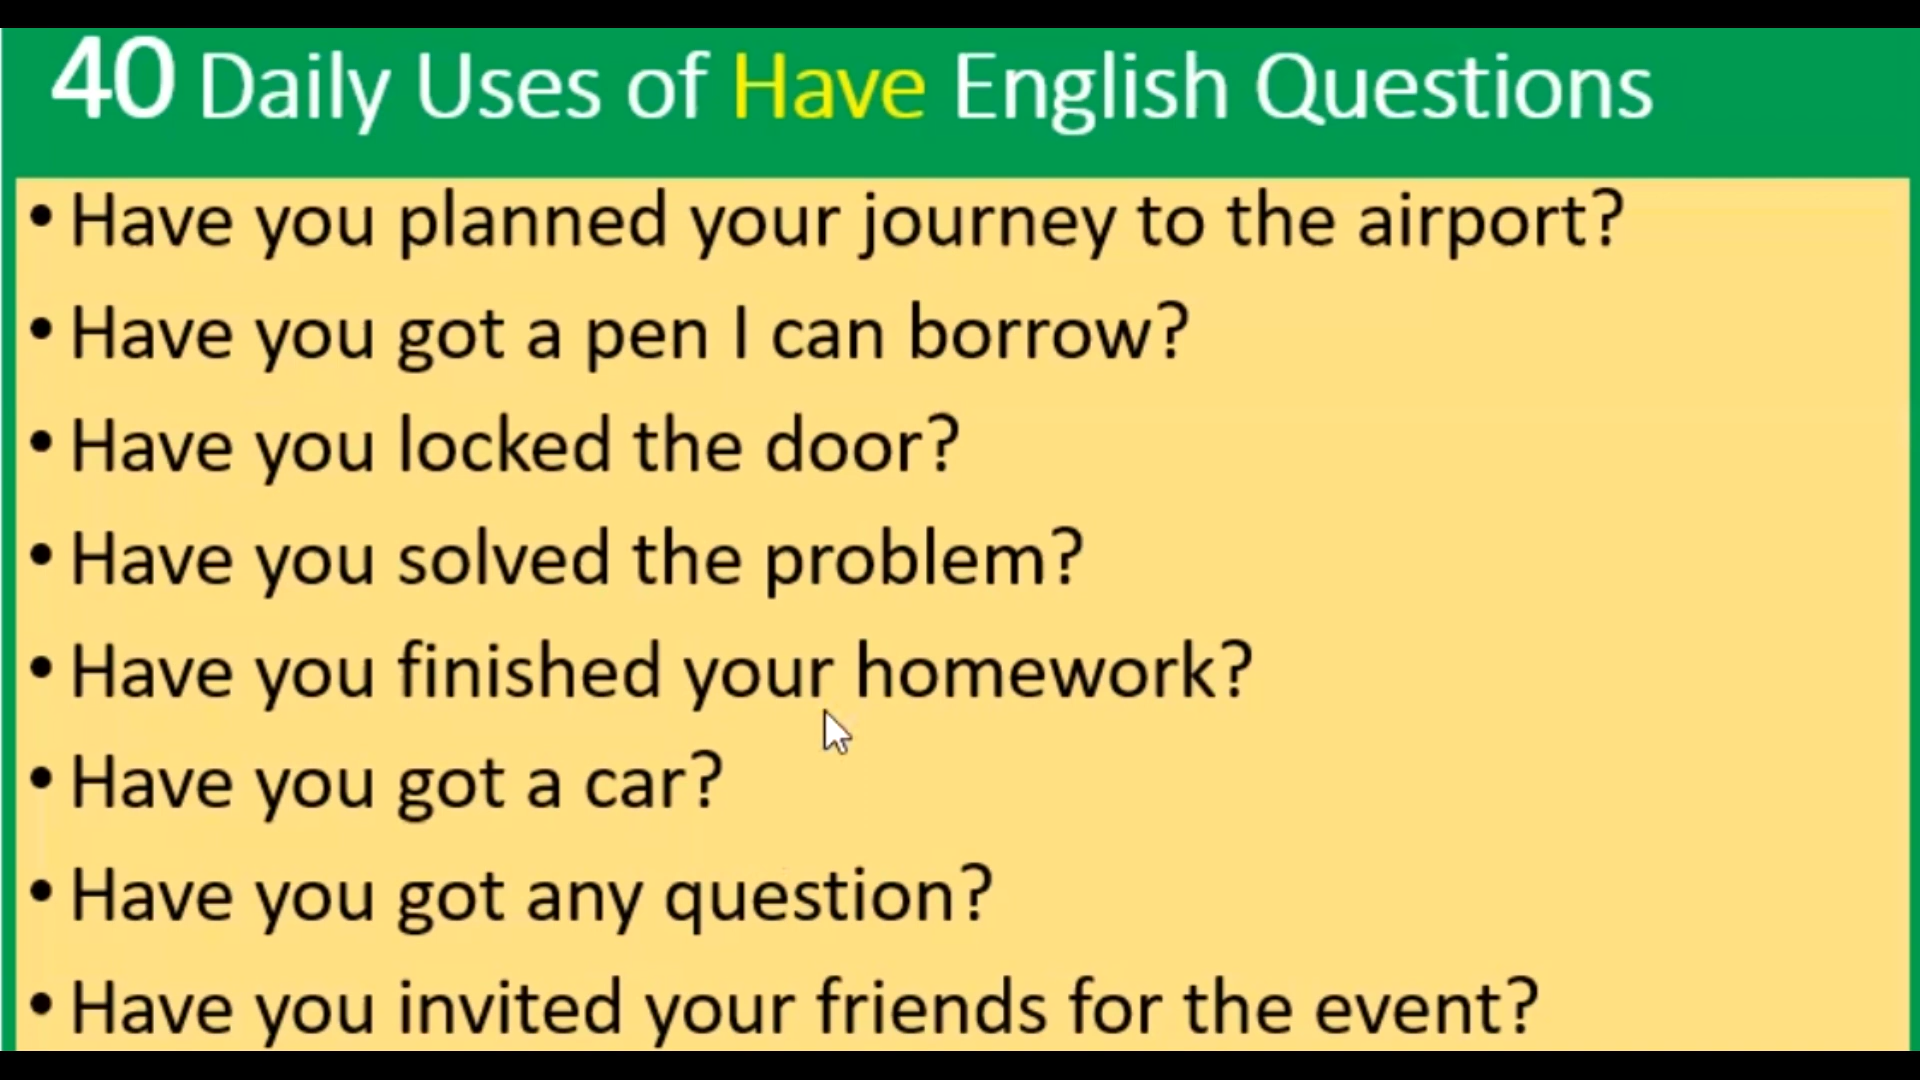 40 Daily Uses of Have English Questions
• Have you planned your journey to the airport?
• Have you got a pen I can borrow?
• Have you locked the door?
• Have you solved the problem?
• Have you finished your homework?
• Have you got a car?
• Have you got any question?
• Have you invited your friends for the event?